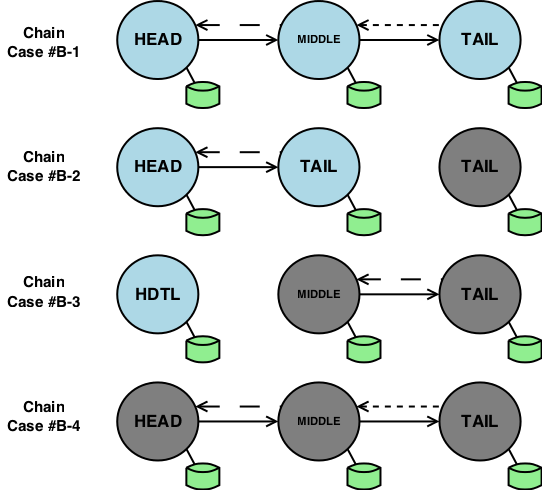 Chain
Case #B-1
HEAD
MIDDLE
TAIL
Chain
Case #B-2
HEAD
TAIL
TAIL
Chain
Case #B-3
HDTL
MIDDLE
TAIL
Chain
Case #B-4
HEAD
MIDDLE
TAIL